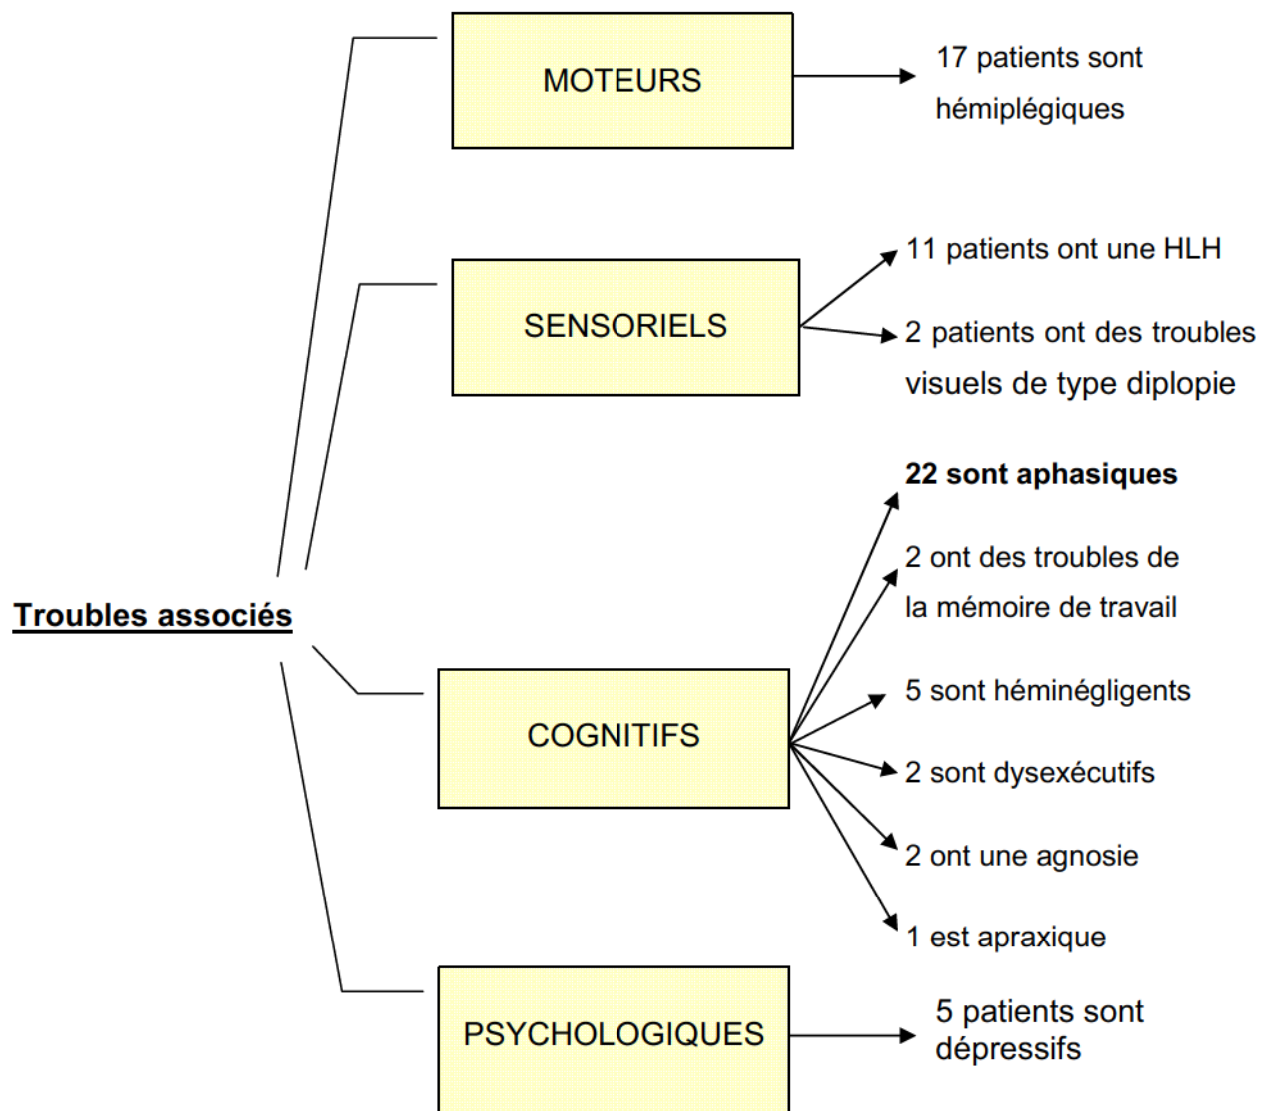 MOTEURS
17 patients sont
hémiplégiques
SENSORIELS
11 patients ont une HLH
2 patients ont des troubles
visuels de type diplopie
Troubles associés
COGNITIFS
22 sont aphasiques
2 ont des troubles de
la mémoire de travail
5 sont héminégligents
2 sont dysexécutifs
2 ont une agnosie
1 est apraxique
PSYCHOLOGIQUES
5 patients sont
dépressifs